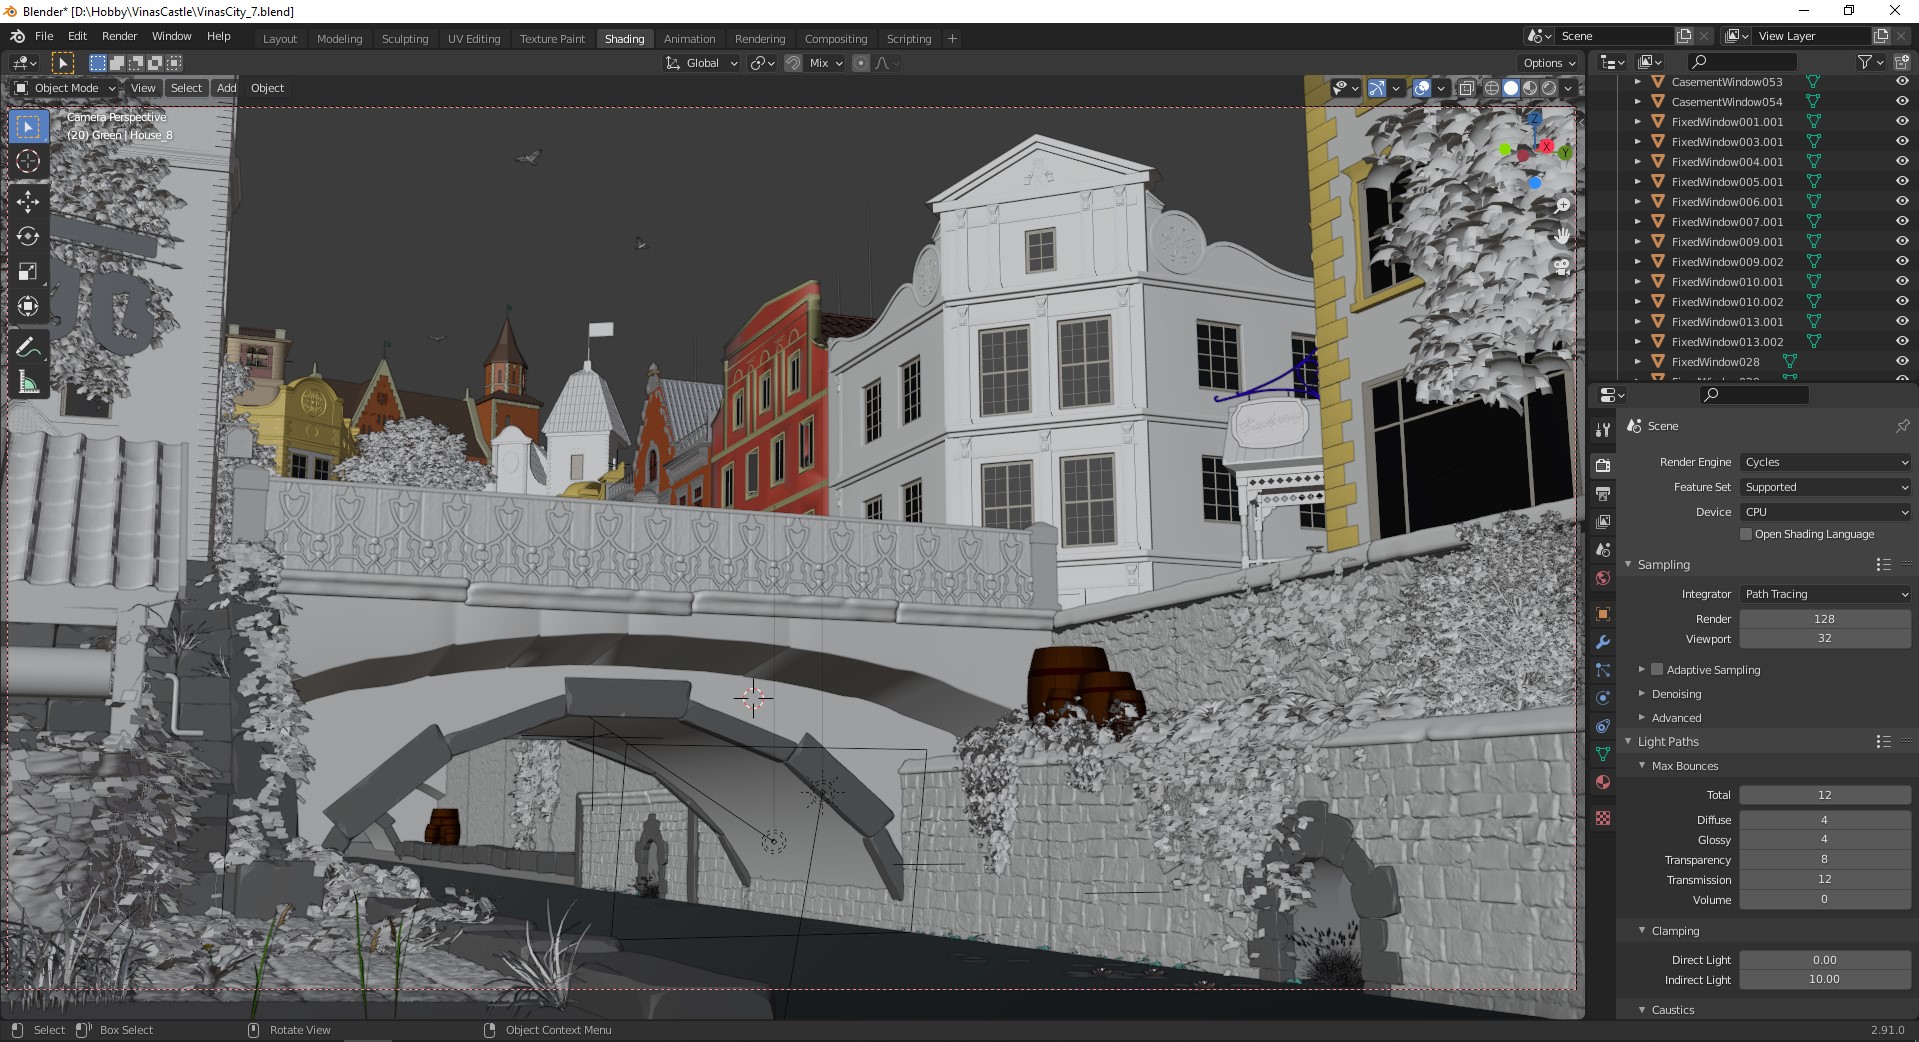 Blender* [D:\Hobby\VinasCastle\VinasCity_7.blend]
File Edit Render Window Help
Layout Modeling Sculpting UV Editing Texture Paint Shading Animation Rendering Compositing Scripting +
Scene
View Layer
Global
Mix
Options
Object Mode View Select Add Object
Camera Perspective
(20) Green | House_8
Z
X
Y
CasementWindow053
CasementWindow054
FixedWindow001.001
FixedWindow003.001
FixedWindow004.001
FixedWindow005.001
FixedWindow006.001
FixedWindow007.001
FixedWindow009.001
FixedWindow009.002
FixedWindow010.001
FixedWindow010.002
FixedWindow013.001
FixedWindow013.002
FixedWindow028
Scene
Render Engine Cycles
Feature Set Supported
Device CPU
Open Shading Language
Sampling
Integrator Path Tracing
Render 128
Viewport 32
Adaptive Sampling
Denoising
Advanced
Light Paths
Max Bounces
Total 12
Diffuse 4
Glossy 4
Transparency 8
Transmission 12
Volume 0
Clamping
Direct Light 0.00
Indirect Light 10.00
Caustics
Select
Box Select
Rotate View
Object Context Menu
2.91.0